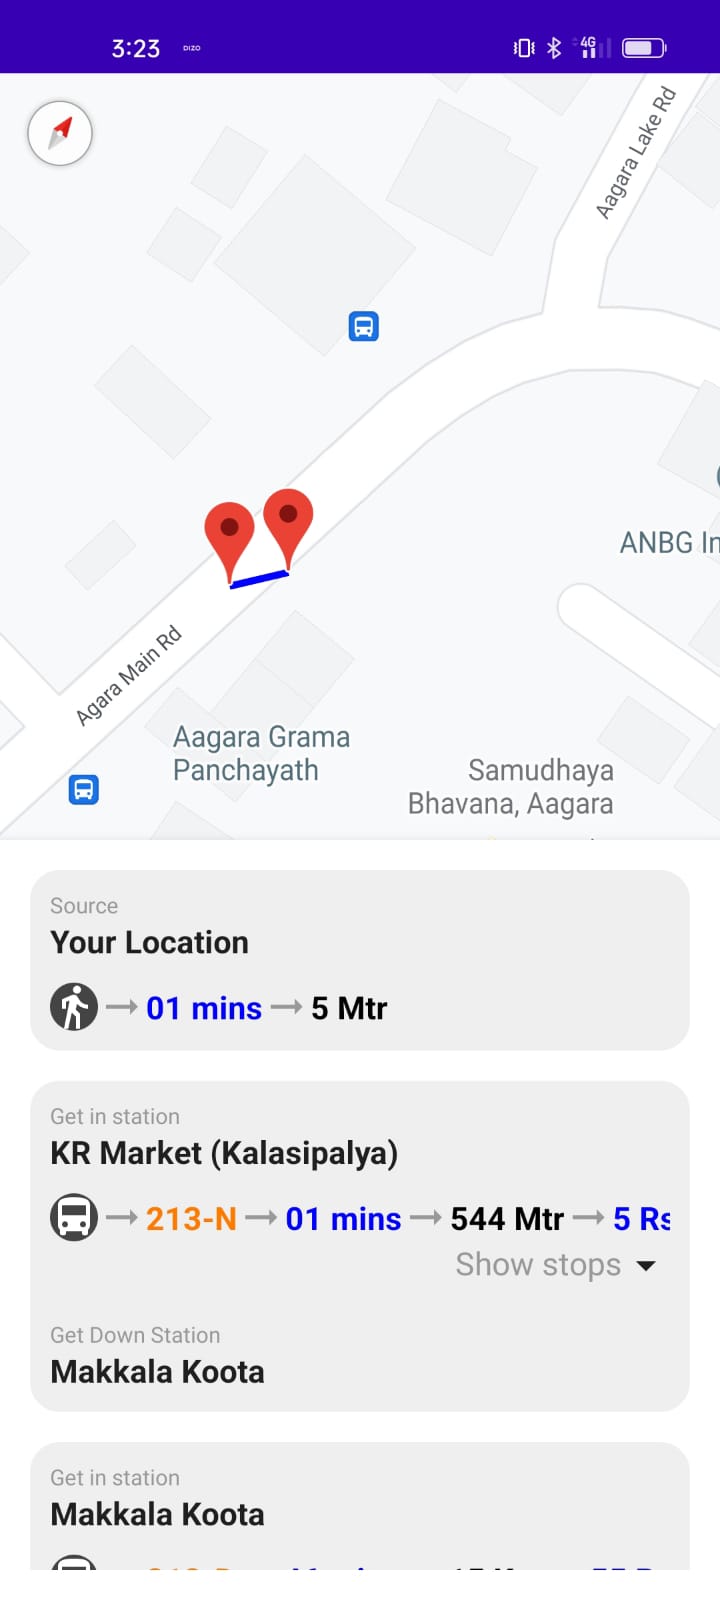 3:23 DIZO 4G
Aagara Lake Rd
ANBG In
Agara Main Rd
Aagara Grama
Panchayath
Samudhaya
Bhavana, Aagara
Source
Your Location
01 mins 5 Mtr
Get in station
KR Market (Kalasipalya)
213-N 01 mins 544 Mtr 5 Rs
Show stops
Get Down Station
Makkala Koota
Get in station
Makkala Koota